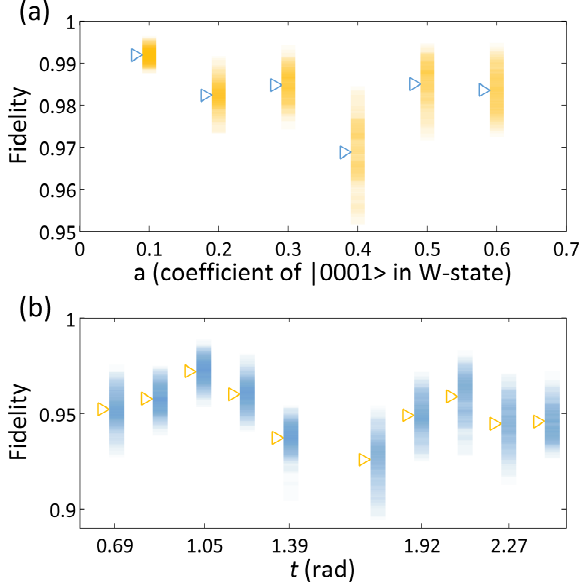 (a)
1
0.99
0.98
0.97
0.96
0.95
Fidelity
0 0.1 0.2 0.3 0.4 0.5 0.6 0.7
a (coefficient of |0001> in W-state)
(b)
1
0.95
0.9
Fidelity
0.69 1.05 1.39 1.92 2.27
t (rad)